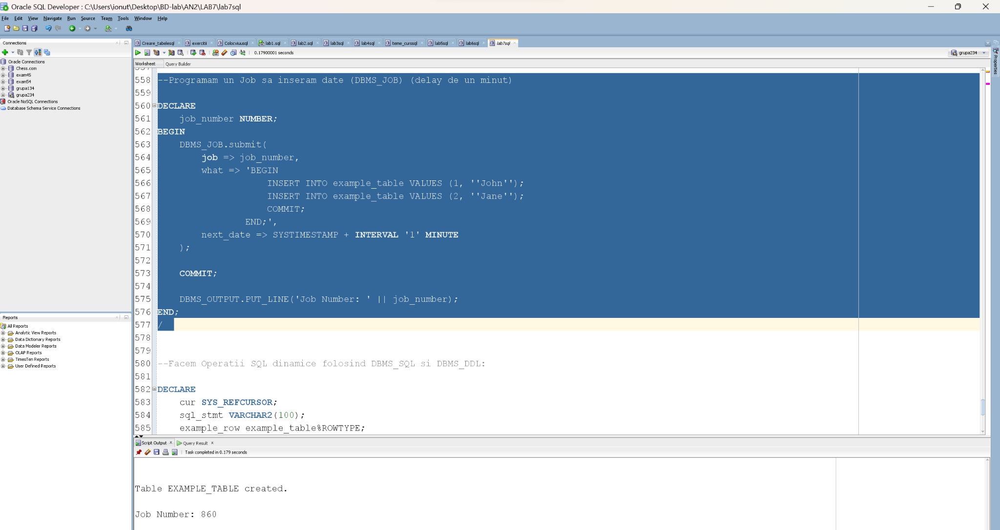 Oracle SQL Developer : C:\Users\ionut\Desktop\BD-lab\AN2\LAB7\lab7sql
File Edit View Navigate Run Source Team Tools Window Help
Connections
Oracle Connections
Chess.com
exam45
exam54
grupa134
grupa234
Oracle NoSQL Connections
Database Schema Service Connections
Reports
All Reports
Analytic View Reports
Data Dictionary Reports
Data Modeler Reports
OLAP Reports
TimesTen Reports
User Defined Reports
Creare_tabelesql exercitii Colocviuusql lab1.sql lab2.sql lab3sql lab4sql teme_curssql lab5sql lab6sql lab7sql
0.17900001 seconds
grupa234
Properties
Worksheet Query Builder
557
558 --Programam un Job sa inseram date (DBMS_JOB) (delay de un minut)
559
560 DECLARE
561 job_number NUMBER;
562 BEGIN
563 DBMS_JOB.submit(
564 job => job_number,
565 what => 'BEGIN
566 INSERT INTO example_table VALUES (1, ''John'');
567 INSERT INTO example_table VALUES (2, ''Jane'');
568 COMMIT;
569 END;',
570 next_date => SYSTIMESTAMP + INTERVAL '1' MINUTE
571 );
572
573 COMMIT;
574
575 DBMS_OUTPUT.PUT_LINE('Job Number: ' || job_number);
576 END;
577 /
578
579
580 --Facem Operatii SQL dinamice folosind DBMS_SQL si DBMS_DDL:
581
582 DECLARE
583 cur SYS_REFCURSOR;
584 sql_stmt VARCHAR2(100);
585 example_row example_table%ROWTYPE;
Script Output Query Result
Task completed in 0.179 seconds
Table EXAMPLE_TABLE created.
Job Number: 860